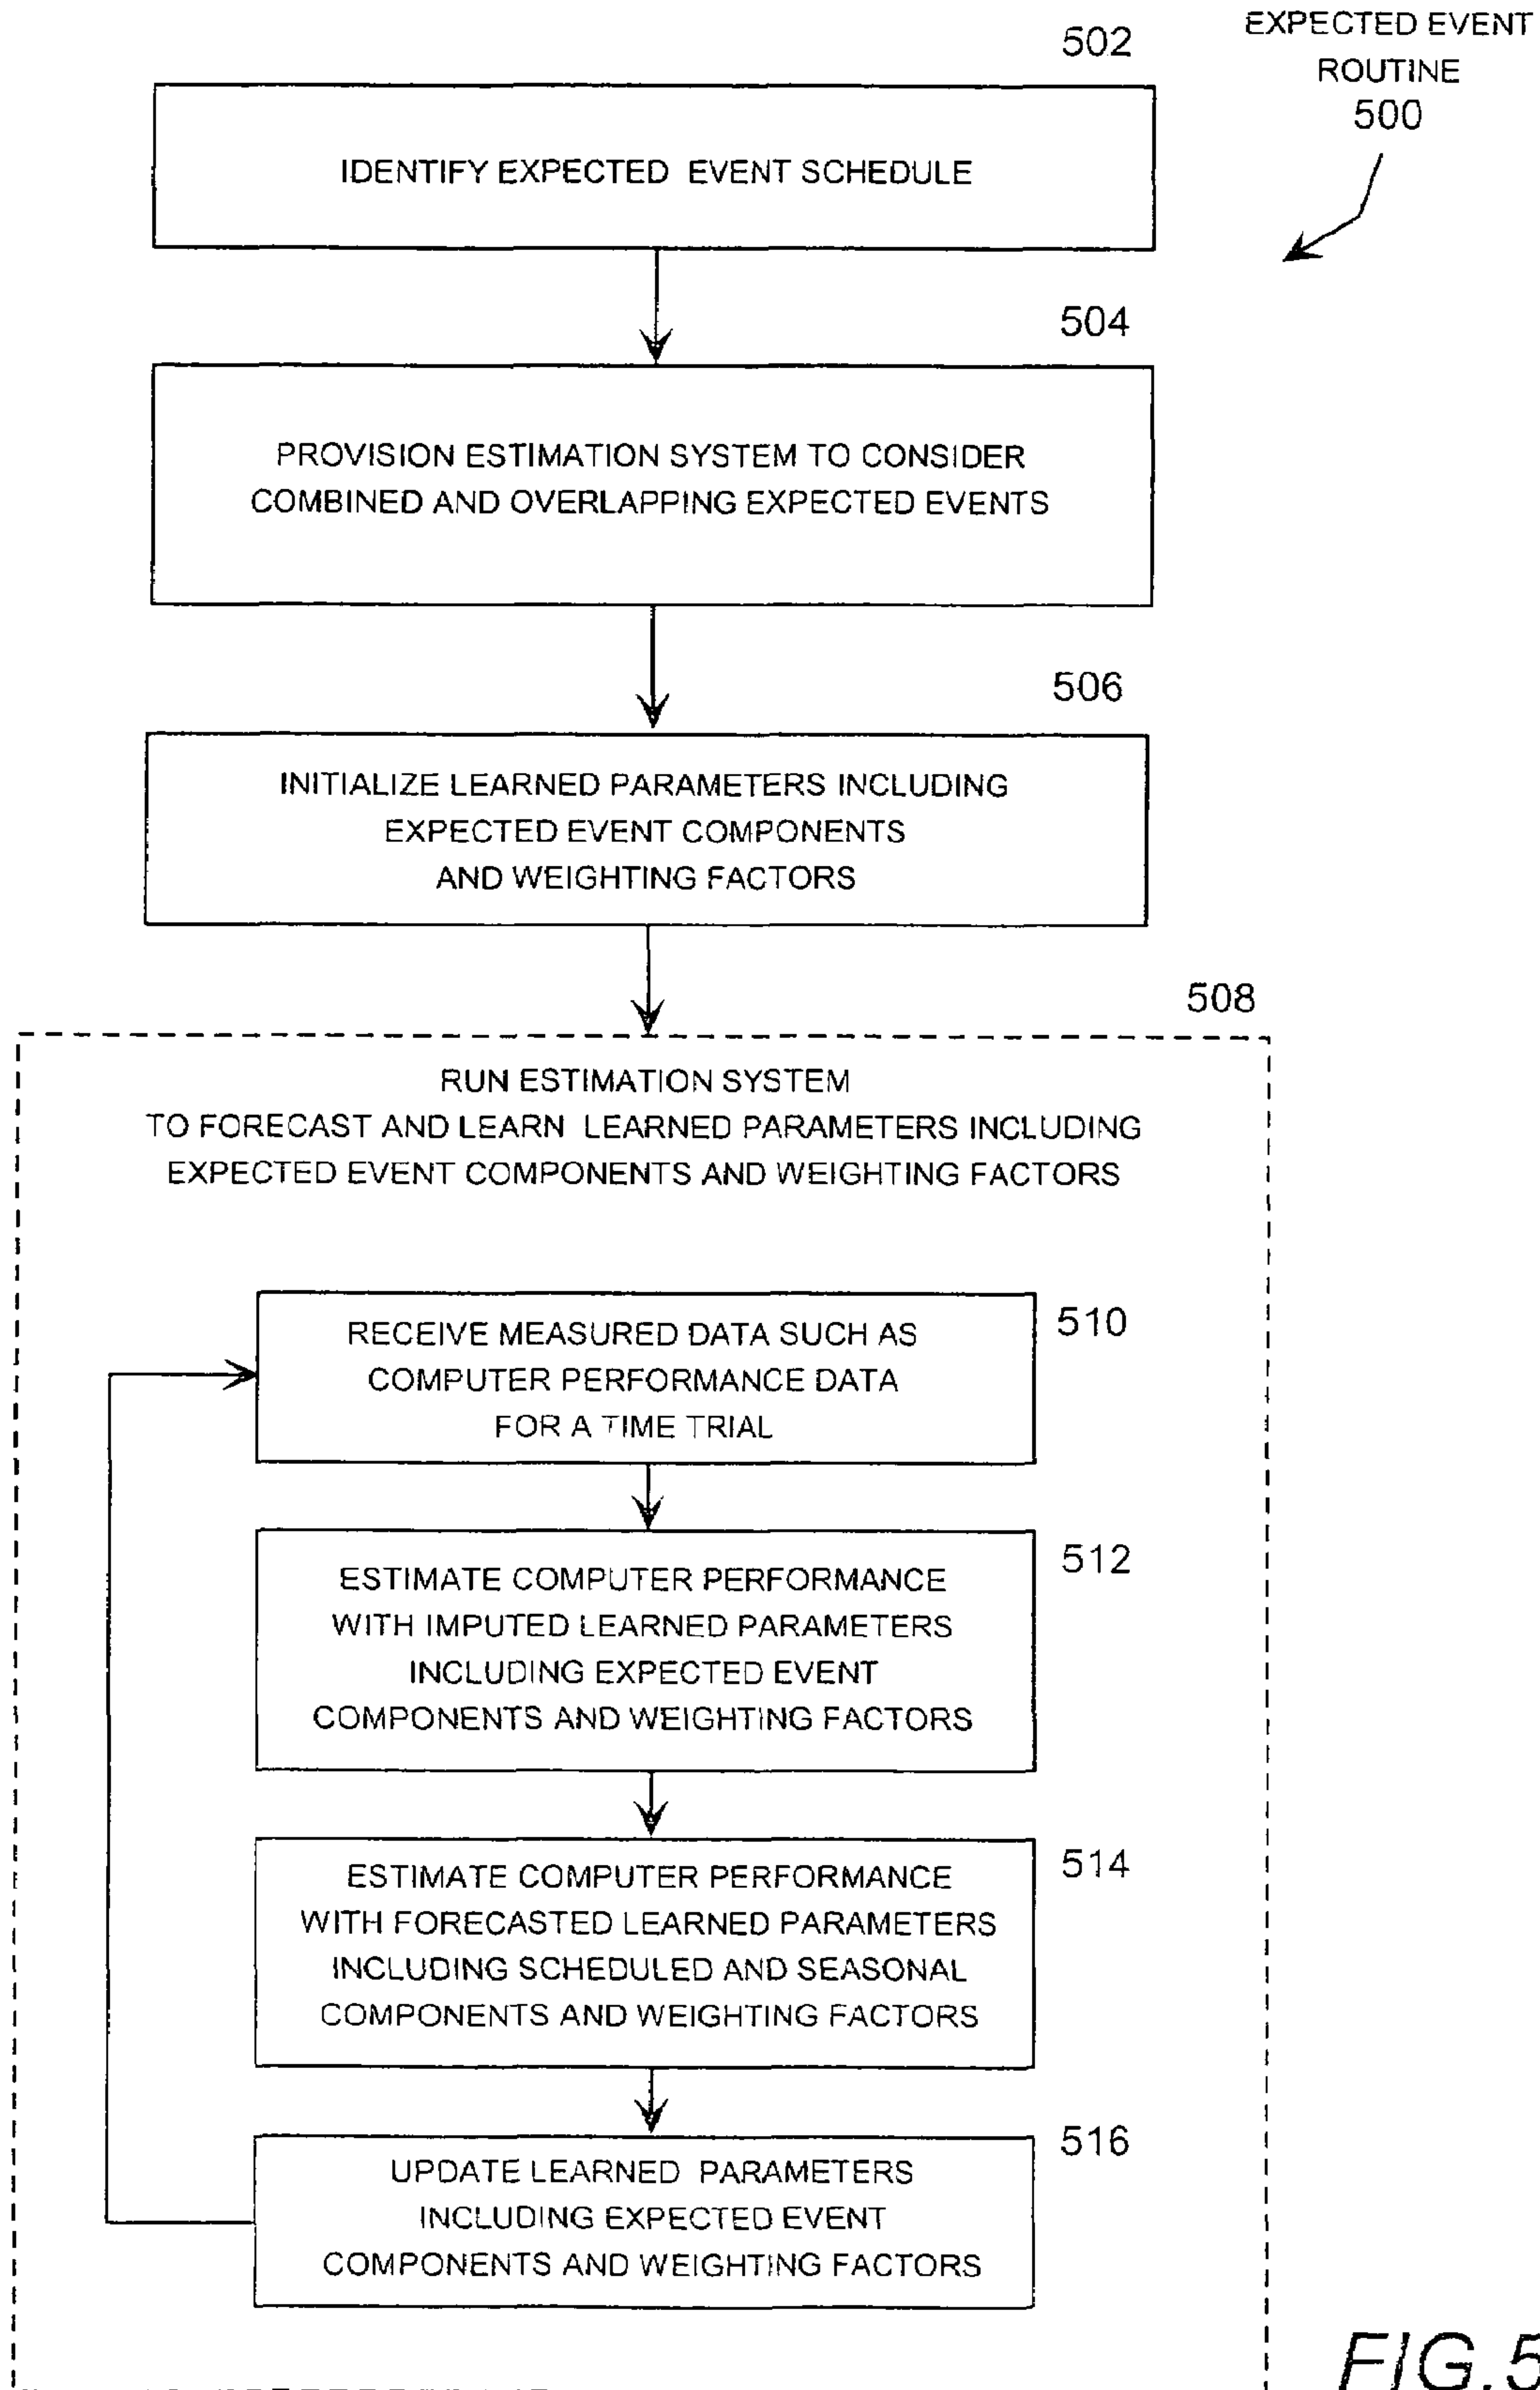 EXPECTED EVENT
ROUTINE
500
502
IDENTIFY EXPECTED EVENT SCHEDULE
504
PROVISION ESTIMATION SYSTEM TO CONSIDER
COMBINED AND OVERLAPPING EXPECTED EVENTS
506
INITIALIZE LEARNED PARAMETERS INCLUDING
EXPECTED EVENT COMPONENTS
AND WEIGHTING FACTORS
508
RUN ESTIMATION SYSTEM
TO FORECAST AND LEARN LEARNED PARAMETERS INCLUDING
EXPECTED EVENT COMPONENTS AND WEIGHTING FACTORS
510
RECEIVE MEASURED DATA SUCH AS
COMPUTER PERFORMANCE DATA
FOR A TIME TRIAL
512
ESTIMATE COMPUTER PERFORMANCE
WITH IMPUTED LEARNED PARAMETERS
INCLUDING EXPECTED EVENT
COMPONENTS AND WEIGHTING FACTORS
514
ESTIMATE COMPUTER PERFORMANCE
WITH FORECASTED LEARNED PARAMETERS
INCLUDING SCHEDULED AND SEASONAL
COMPONENTS AND WEIGHTING FACTORS
516
UPDATE LEARNED PARAMETERS
INCLUDING EXPECTED EVENT
COMPONENTS AND WEIGHTING FACTORS
FIG.5